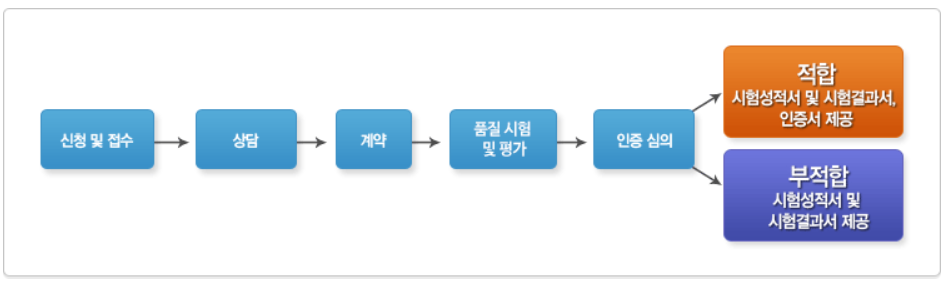 신청 및 접수
상담
계약
품질 시험
및 평가
인증 심의
적합
시험성적서 및 시험결과서,
인증서 제공
부적합
시험성적서 및
시험결과서 제공